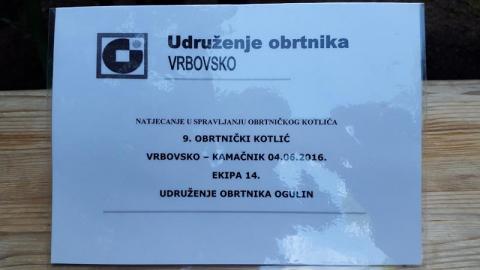 Udruženje obrtnika
VRBOVSKO
NATJECANJE U SPRAVLJANJU OBRTNIČKOG KOTLIĆA
9. OBRTNIČKI KOTLIĆ
VRBOVSKO – KAMAČNIK 04.06.2016.
EKIPA 14.
UDRUŽENJE OBRTNIKA OGULIN